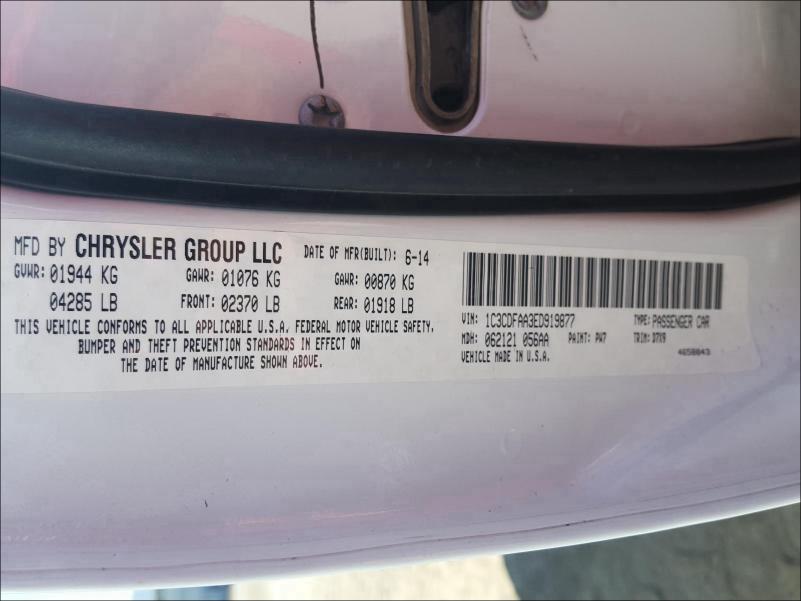 MFD BY CHRYSLER GROUP LLC DATE OF MFR(BUILT): 6-14
GVWR: 01944 KG GAWR: 01076 KG GAWR: 00870 KG
04285 LB FRONT: 02370 LB REAR: 01918 LB
THIS VEHICLE CONFORMS TO ALL APPLICABLE U.S.A. FEDERAL MOTOR VEHICLE SAFETY,
BUMPER AND THEFT PREVENTION STANDARDS IN EFFECT ON
THE DATE OF MANUFACTURE SHOWN ABOVE.
VIN: 1C3CDFAA3ED919877 TYPE: PASSENGER CAR
MDH: 062121 056AA PAINT: PW7 TRIM: D7X9
VEHICLE MADE IN U.S.A. 4658043